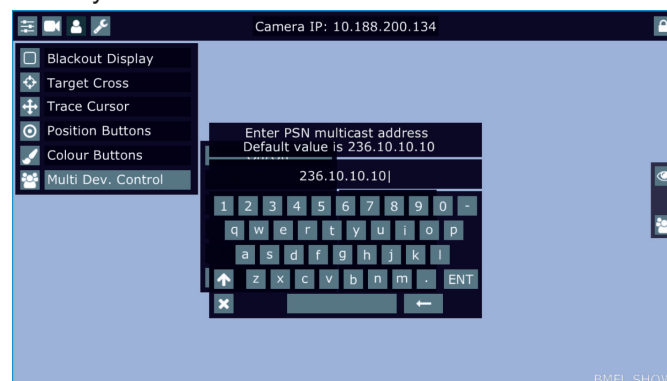 Camera IP: 10.188.200.134
Blackout Display
Target Cross
Trace Cursor
Position Buttons
Colour Buttons
Multi Dev. Control
Enter PSN multicast address
Default value is 236.10.10.10
236.10.10.10|
1 2 3 4 5 6 7 8 9 0 -
q w e r t y u i o p
a s d f g h j k l
z x c v b n m . ENT
BMFL SHOW